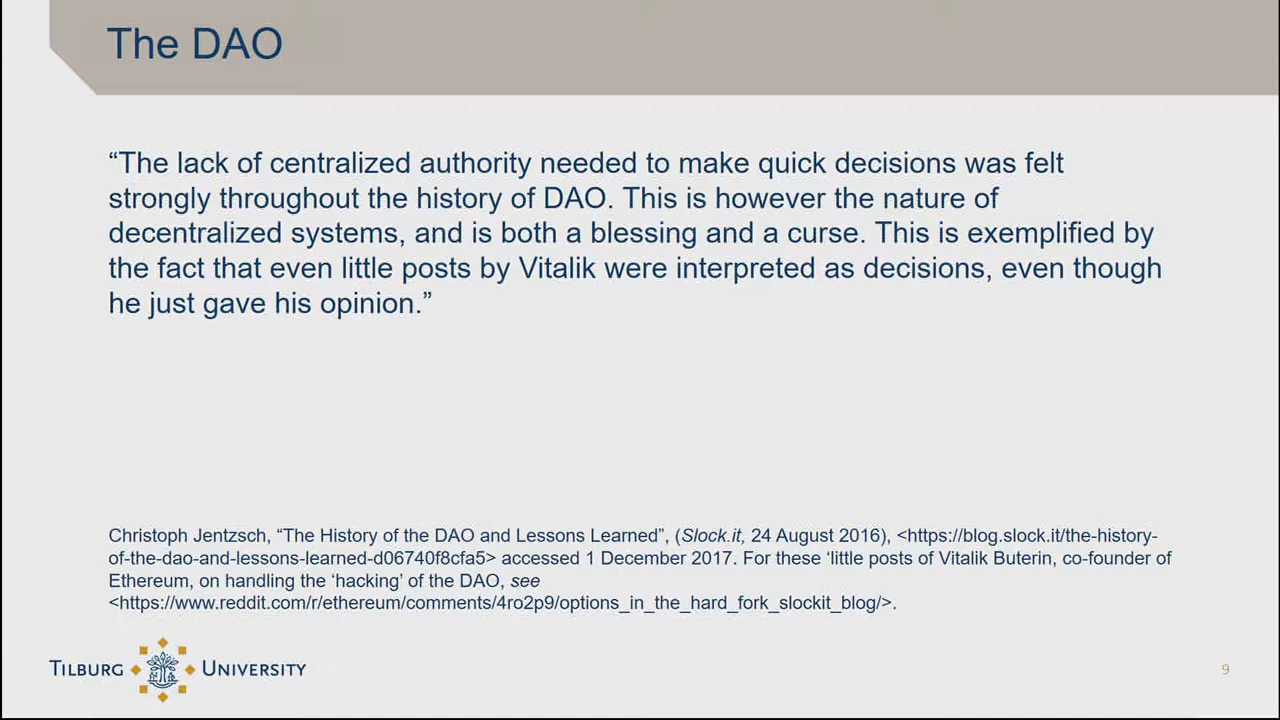 The DAO
“The lack of centralized authority needed to make quick decisions was felt
strongly throughout the history of DAO. This is however the nature of
decentralized systems, and is both a blessing and a curse. This is exemplified by
the fact that even little posts by Vitalik were interpreted as decisions, even though
he just gave his opinion.”
Christoph Jentzsch, “The History of the DAO and Lessons Learned”, (Slock.it, 24 August 2016), <https://blog.slock.it/the-history-
of-the-dao-and-lessons-learned-d06740f8cfa5> accessed 1 December 2017. For these ‘little posts of Vitalik Buterin, co-founder of
Ethereum, on handling the ‘hacking’ of the DAO, see
<https://www.reddit.com/r/ethereum/comments/4ro2p9/options_in_the_hard_fork_slockit_blog/>.
TILBURG UNIVERSITY
9